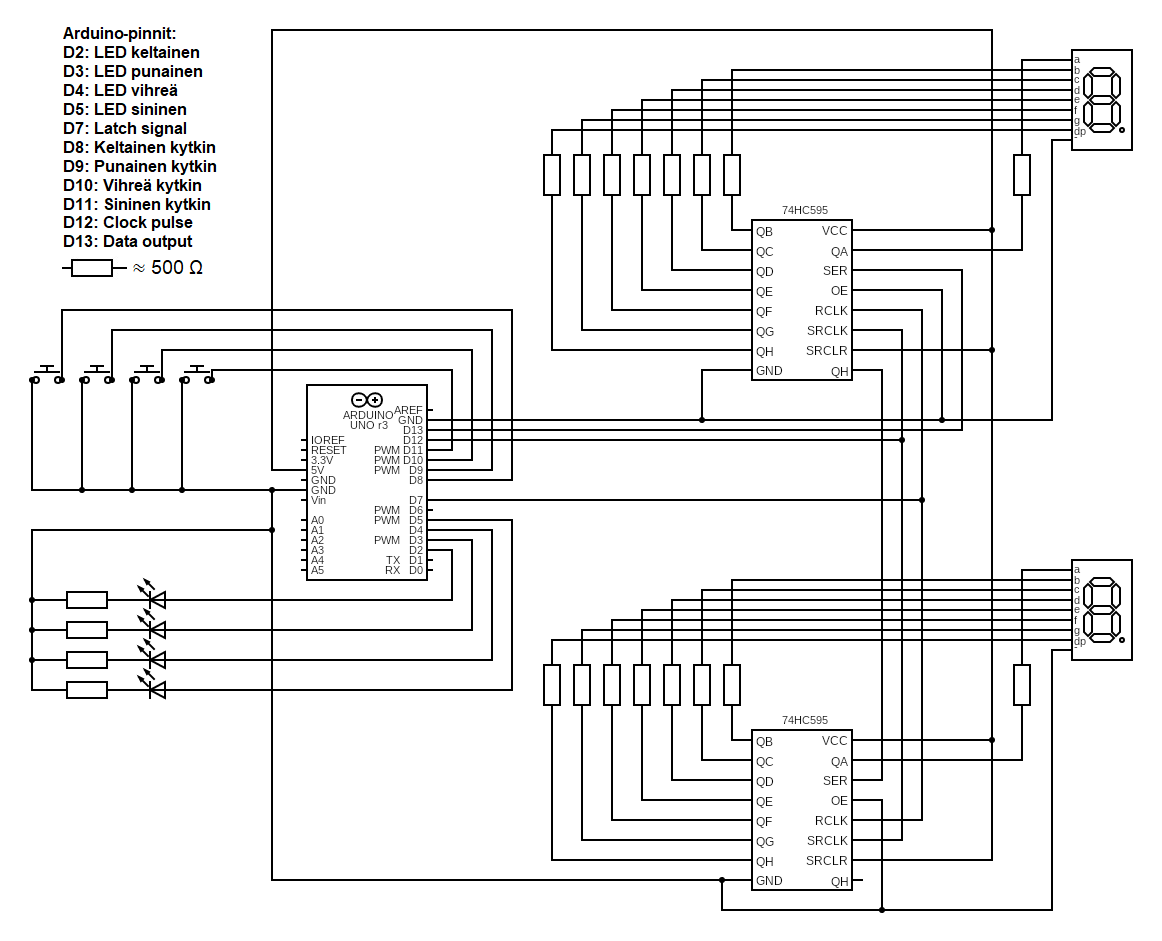 Arduino-pinnit:
D2: LED keltainen
D3: LED punainen
D4: LED vihreä
D5: LED sininen
D7: Latch signal
D8: Keltainen kytkin
D9: Punainen kytkin
D10: Vihreä kytkin
D11: Sininen kytkin
D12: Clock pulse
D13: Data output
≈ 500 Ω
a
b
c
d
e
f
g
dp
-
74HC595
QB VCC
QC QA
QD SER
QE OE
QF RCLK
QG SRCLK
QH SRCLR
GND QH
ARDUINO
UNO r3
AREF
GND
D13
IOREF D12
RESET PWM D11
3.3V PWM D10
5V PWM D9
GND D8
GND
Vin D7
PWM D6
A0 PWM D5
A1 D4
A2 PWM D3
A3 D2
A4 TX D1
A5 RX D0
a
b
c
d
e
f
g
dp
-
74HC595
QB VCC
QC QA
QD SER
QE OE
QF RCLK
QG SRCLK
QH SRCLR
GND QH